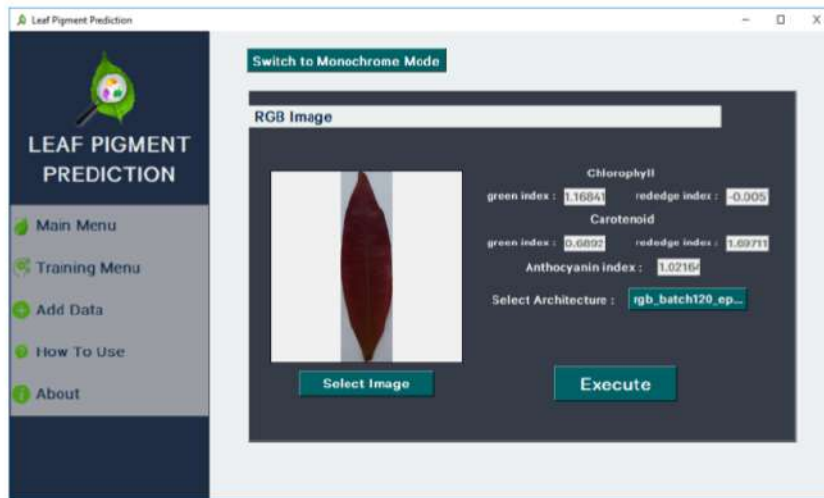 Leaf Pigment Prediction
Switch to Monochrome Mode
LEAF PIGMENT
PREDICTION
Main Menu
Training Menu
Add Data
How To Use
About
RGB Image
Chlorophyll
green index : 1.16841 rededge index : -0.005
Carotenoid
green index : 0.6892 rededge index : 1.69711
Anthocyanin index : 1.02164
Select Architecture : rgb_batch120_ep...
Select Image
Execute